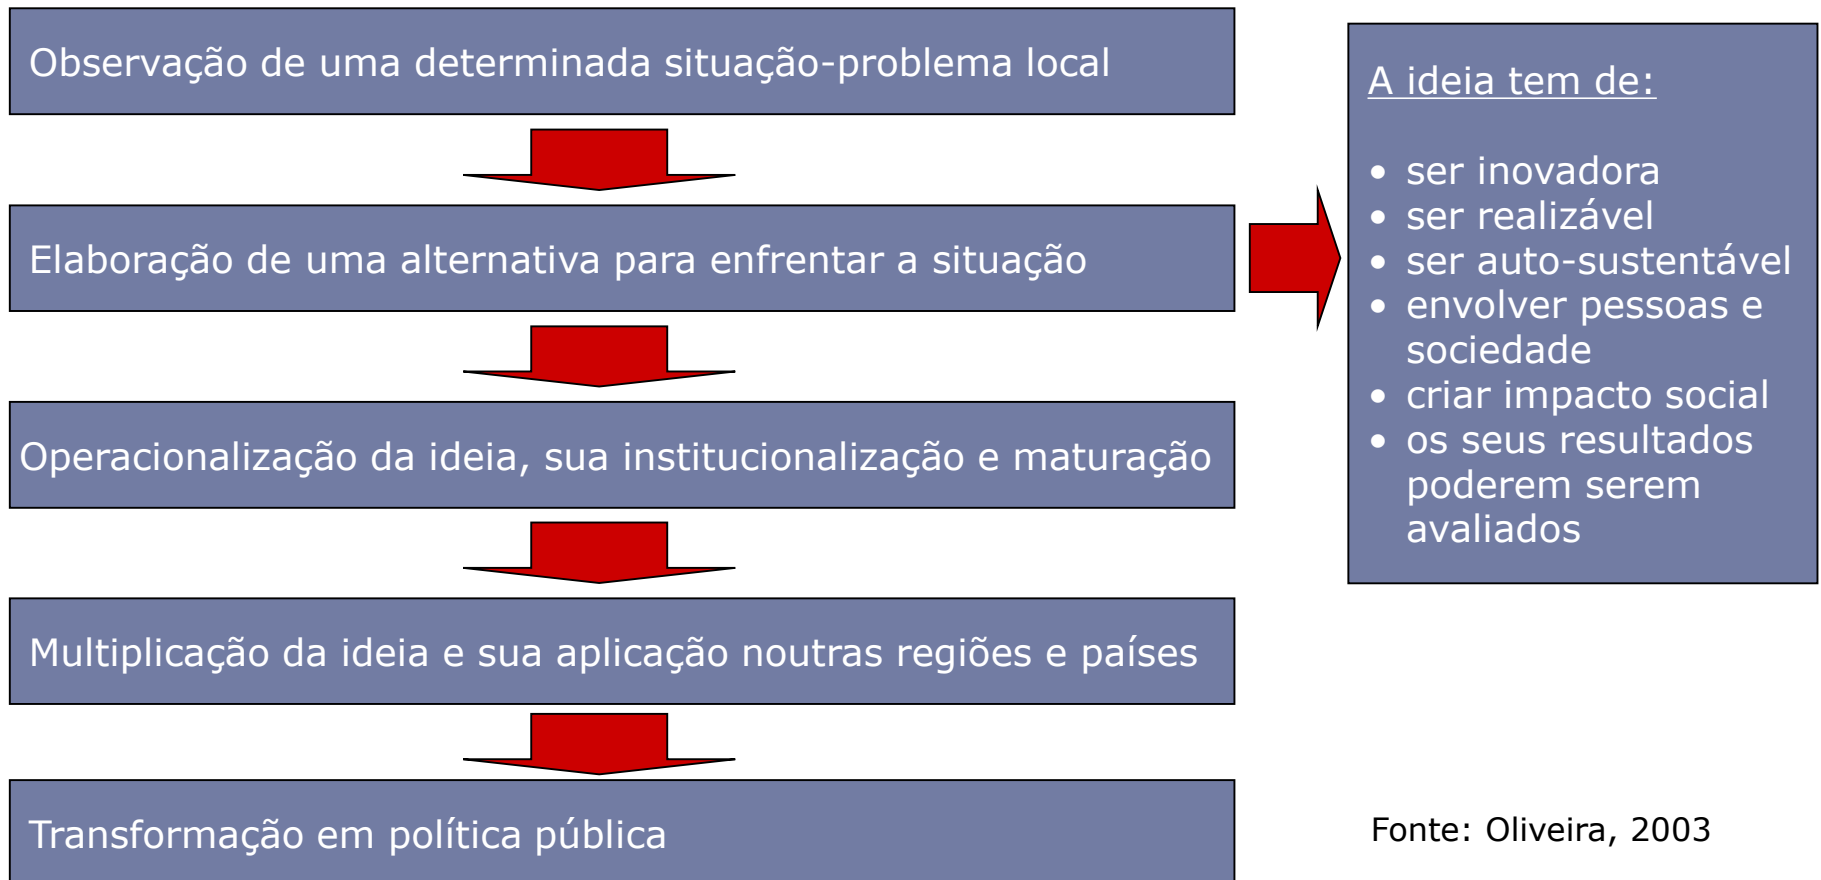 Observação de uma determinada situação-problema local
Elaboração de uma alternativa para enfrentar a situação
Operacionalização da ideia, sua institucionalização e maturação
Multiplicação da ideia e sua aplicação noutras regiões e países
Transformação em política pública
A ideia tem de:
• ser inovadora
• ser realizável
• ser auto-sustentável
• envolver pessoas e
sociedade
• criar impacto social
• os seus resultados
poderem serem
avaliados
Fonte: Oliveira, 2003